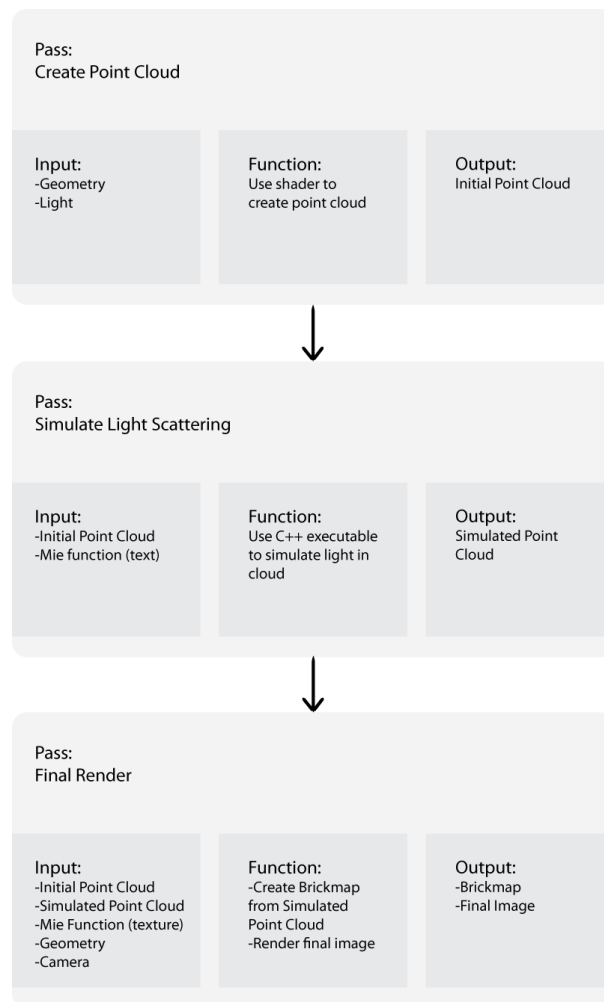 Pass:
Create Point Cloud
Input:
-Geometry
-Light
Function:
Use shader to
create point cloud
Output:
Initial Point Cloud
Pass:
Simulate Light Scattering
Input:
-Initial Point Cloud
-Mie function (text)
Function:
Use C++ executable
to simulate light in
cloud
Output:
Simulated Point
Cloud
Pass:
Final Render
Input:
-Initial Point Cloud
-Simulated Point Cloud
-Mie Function (texture)
-Geometry
-Camera
Function:
-Create Brickmap
from Simulated
Point Cloud
-Render final image
Output:
-Brickmap
-Final Image